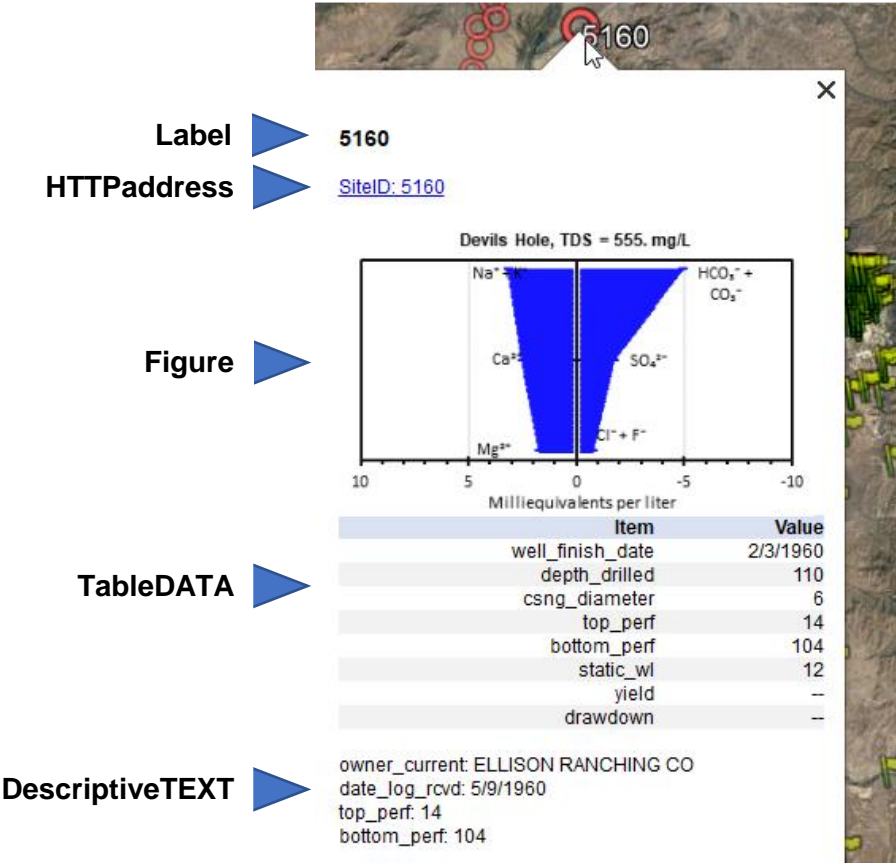 5160
Label
5160
HTTPaddress
SiteID: 5160
Devils Hole, TDS = 555. mg/L
Na⁺ + K⁺
HCO₃⁻ +
CO₃⁻
Figure
Ca²⁺
SO₄²⁻
Cl⁻ + F⁻
Mg²⁺
10 5 0 -5 -10
Milliequivalents per liter
Item Value
well_finish_date 2/3/1960
TableDATA
depth_drilled 110
csng_diameter 6
top_perf 14
bottom_perf 104
static_wl 12
yield --
drawdown --
DescriptiveTEXT
owner_current: ELLISON RANCHING CO
date_log_rcvd: 5/9/1960
top_perf: 14
bottom_perf: 104